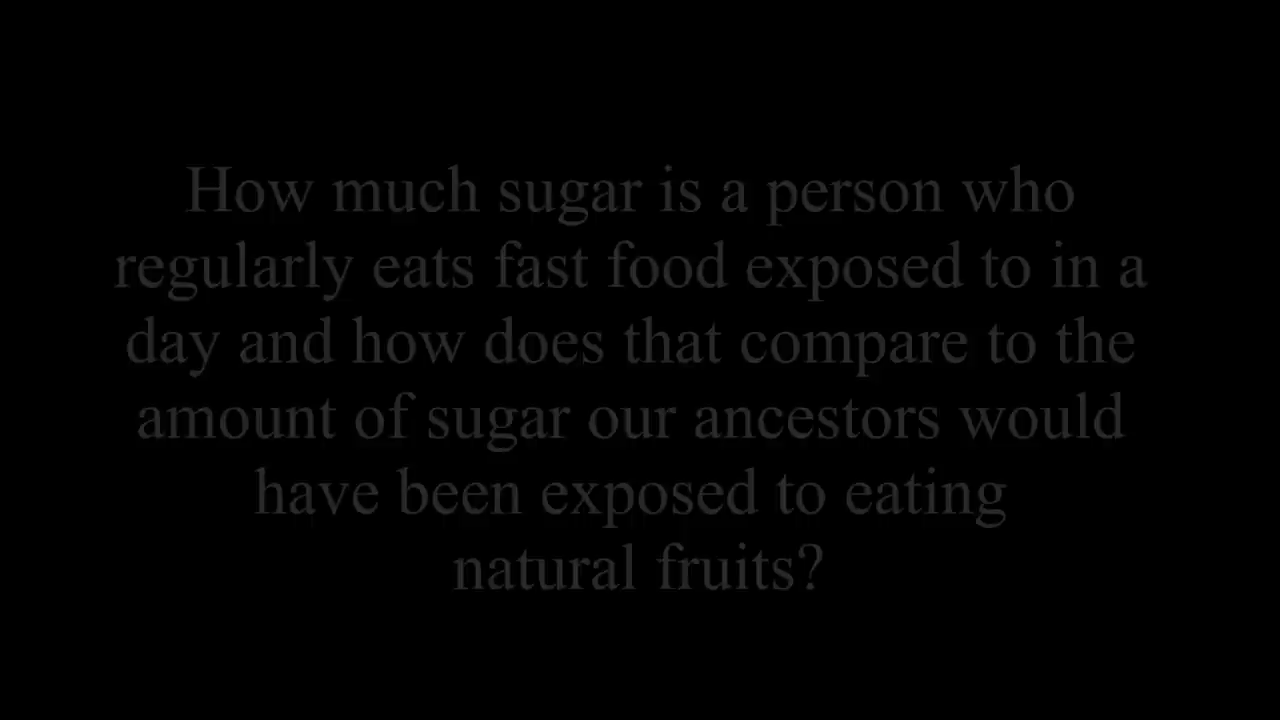 How much sugar is a person who
regularly eats fast food exposed to in a
day and how does that compare to the
amount of sugar our ancestors would
have been exposed to eating
natural fruits?